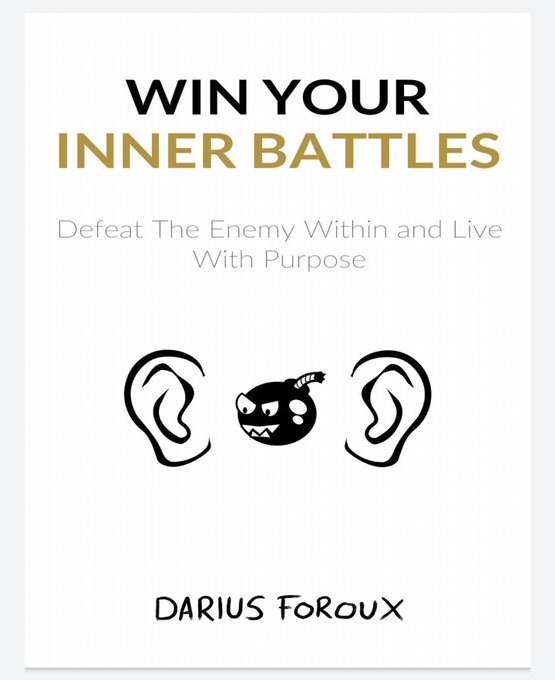 WIN YOUR
INNER BATTLES
Defeat The Enemy Within and Live
With Purpose
DARIUS FOROUX